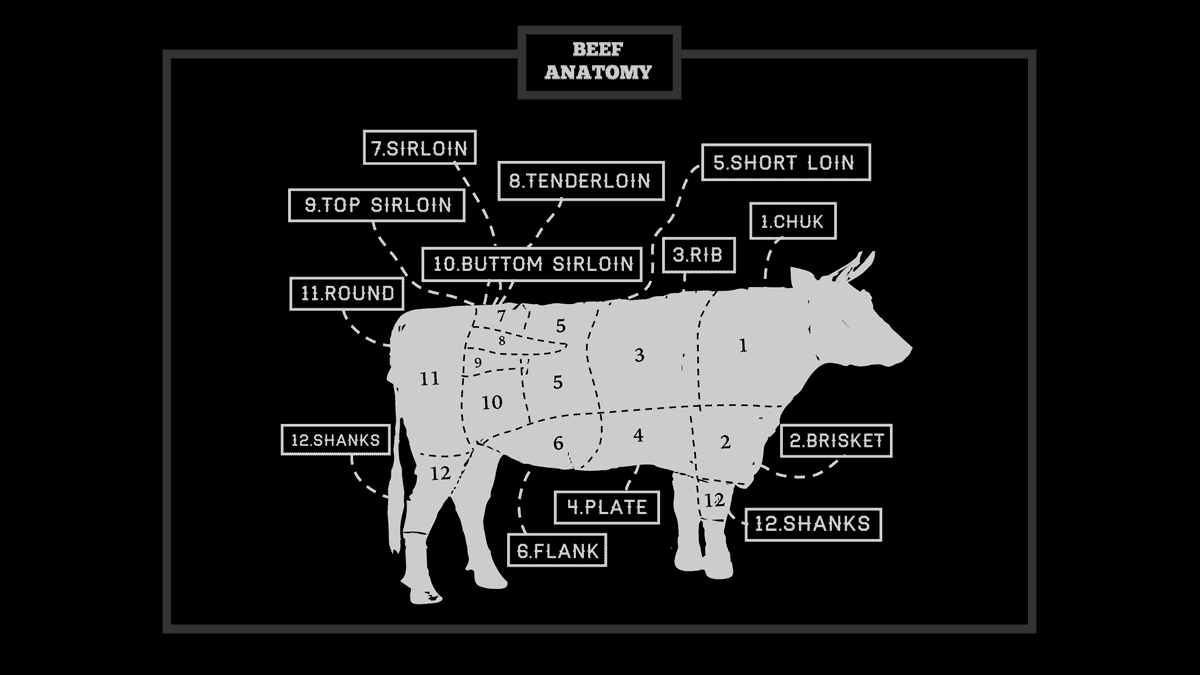 BEEF
ANATOMY
7.SIRLOIN
8.TENDERLOIN
5.SHORT LOIN
9.TOP SIRLOIN
1.CHUK
10.BUTTOM SIRLOIN
3.RIB
11.ROUND
7
5
8
3
1
9
11
5
10
12.SHANKS
6
4
2
2.BRISKET
12
12
4.PLATE
12.SHANKS
6.FLANK